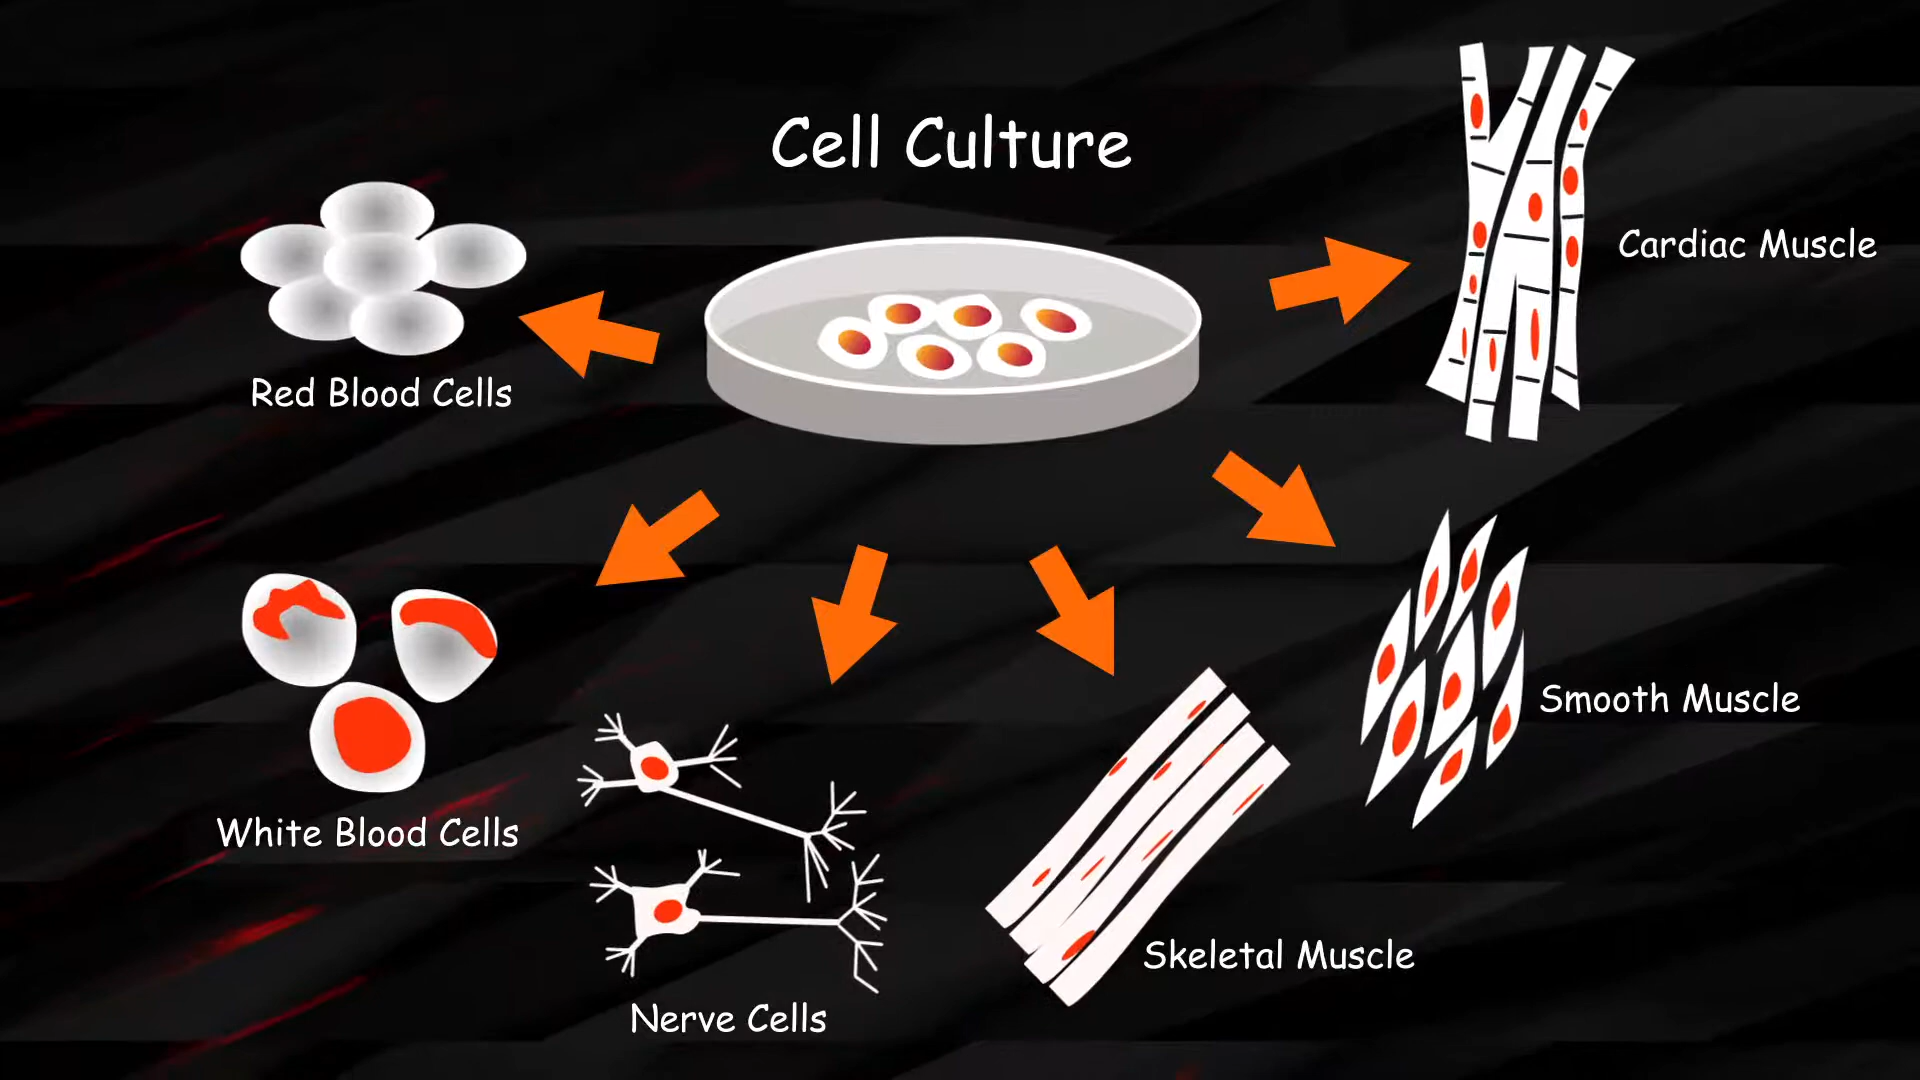 Cell Culture
Red Blood Cells
Cardiac Muscle
White Blood Cells
Smooth Muscle
Nerve Cells
Skeletal Muscle